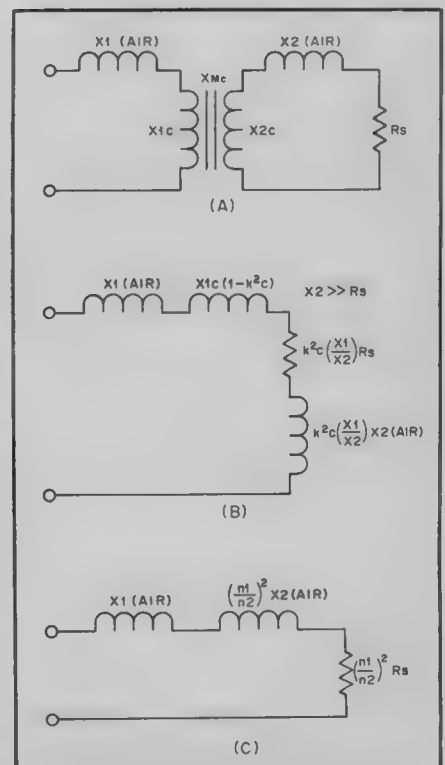 X1 (AIR)
XMc
X2 (AIR)
X1c
X2c
Rs
(A)
X1 (AIR)
X1c (1-k²c)
X2 >> Rs
k²c(X1/X2)Rs
k²c(X1/X2) X2 (AIR)
(B)
X1 (AIR)
(n1/n2)² X2 (AIR)
(n1/n2)² Rs
(C)